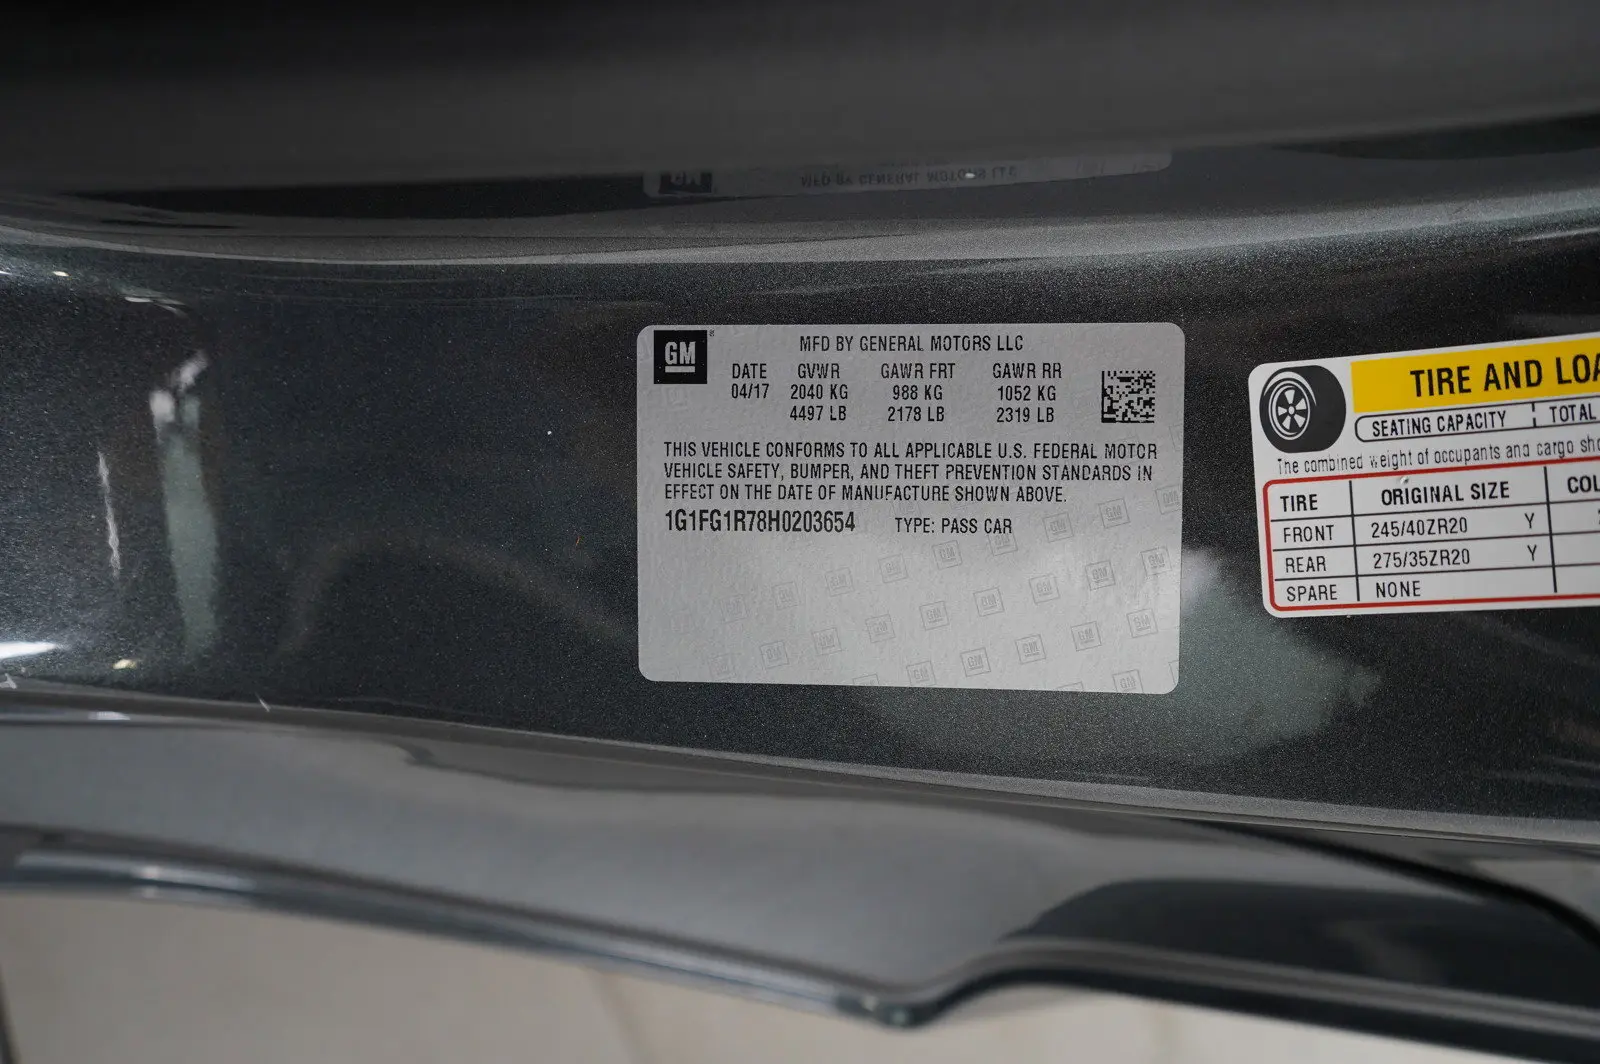 GM
MFD BY GENERAL MOTORS LLC
DATE GVWR GAWR FRT GAWR RR
04/17 2040 KG 988 KG 1052 KG
4497 LB 2178 LB 2319 LB
THIS VEHICLE CONFORMS TO ALL APPLICABLE U.S. FEDERAL MOTOR
VEHICLE SAFETY, BUMPER, AND THEFT PREVENTION STANDARDS IN
EFFECT ON THE DATE OF MANUFACTURE SHOWN ABOVE.
1G1FG1R78H0203654 TYPE: PASS CAR
TIRE AND
SEATING CAPACITY TOTAL
The combined weight of occupants and cargo
TIRE ORIGINAL SIZE
FRONT 245/40ZR20 Y
REAR 275/35ZR20 Y
SPARE NONE